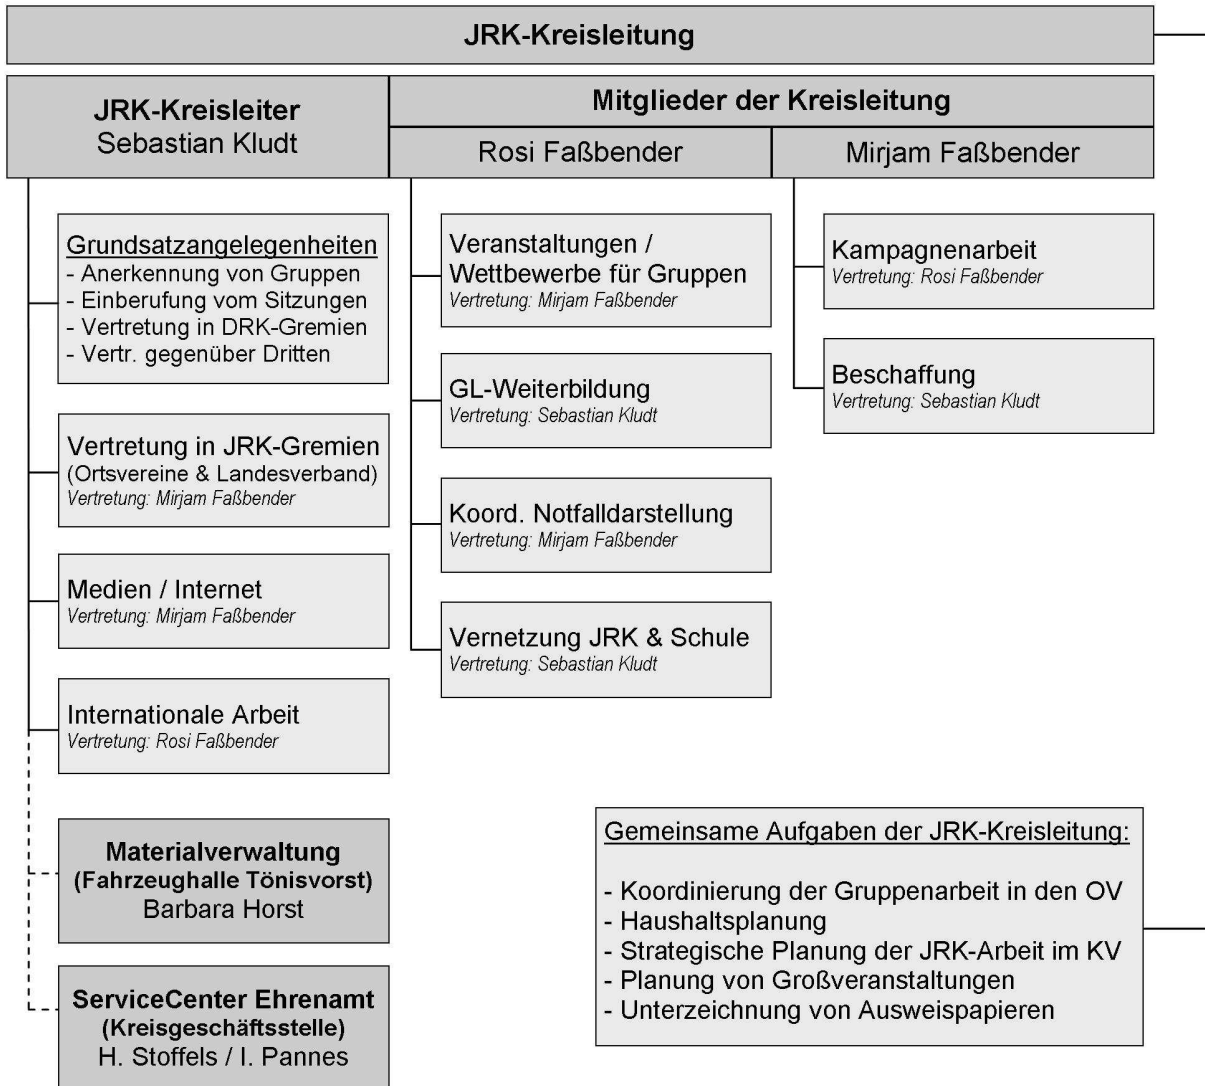 JRK-Kreisleitung
JRK-Kreisleiter
Sebastian Kludt
Mitglieder der Kreisleitung
Rosi Faßbender
Mirjam Faßbender
Grundsatzangelegenheiten
- Anerkennung von Gruppen
- Einberufung vom Sitzungen
- Vertretung in DRK-Gremien
- Vertr. gegenüber Dritten
Vertretung in JRK-Gremien
(Ortsvereine & Landesverband)
Vertretung: Mirjam Faßbender
Medien / Internet
Vertretung: Mirjam Faßbender
Internationale Arbeit
Vertretung: Rosi Faßbender
Materialverwaltung
(Fahrzeughalle Tönisvorst)
Barbara Horst
ServiceCenter Ehrenamt
(Kreisgeschäftsstelle)
H. Stoffels / I. Pannes
Veranstaltungen /
Wettbewerbe für Gruppen
Vertretung: Mirjam Faßbender
GL-Weiterbildung
Vertretung: Sebastian Kludt
Koord. Notfalldarstellung
Vertretung: Mirjam Faßbender
Vernetzung JRK & Schule
Vertretung: Sebastian Kludt
Kampagnenarbeit
Vertretung: Rosi Faßbender
Beschaffung
Vertretung: Sebastian Kludt
Gemeinsame Aufgaben der JRK-Kreisleitung:
- Koordinierung der Gruppenarbeit in den OV
- Haushaltsplanung
- Strategische Planung der JRK-Arbeit im KV
- Planung von Großveranstaltungen
- Unterzeichnung von Ausweispapieren